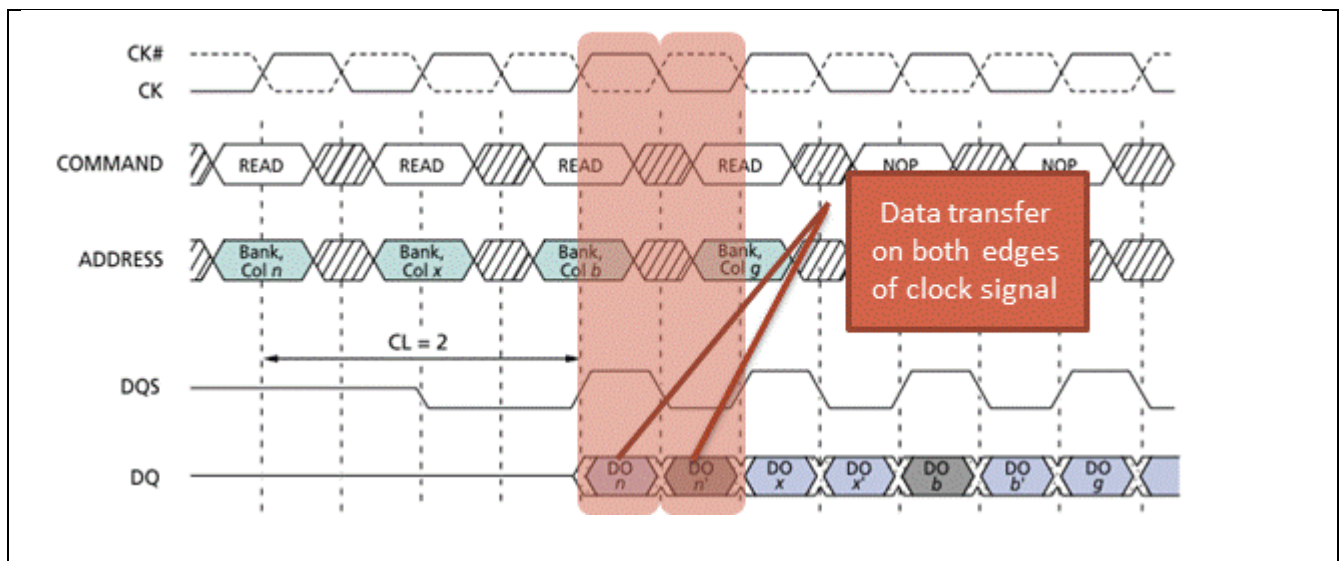 CK#
CK
COMMAND
READ
READ
READ
READ
NOP
NOP
ADDRESS
Bank,
Col n
Bank,
Col x
Bank,
Col b
Bank,
Col g
Data transfer
on both edges
of clock signal
CL = 2
DQS
DQ
DO
n
DO
n'
DO
x
DO
x'
DO
b
DO
b'
DO
g